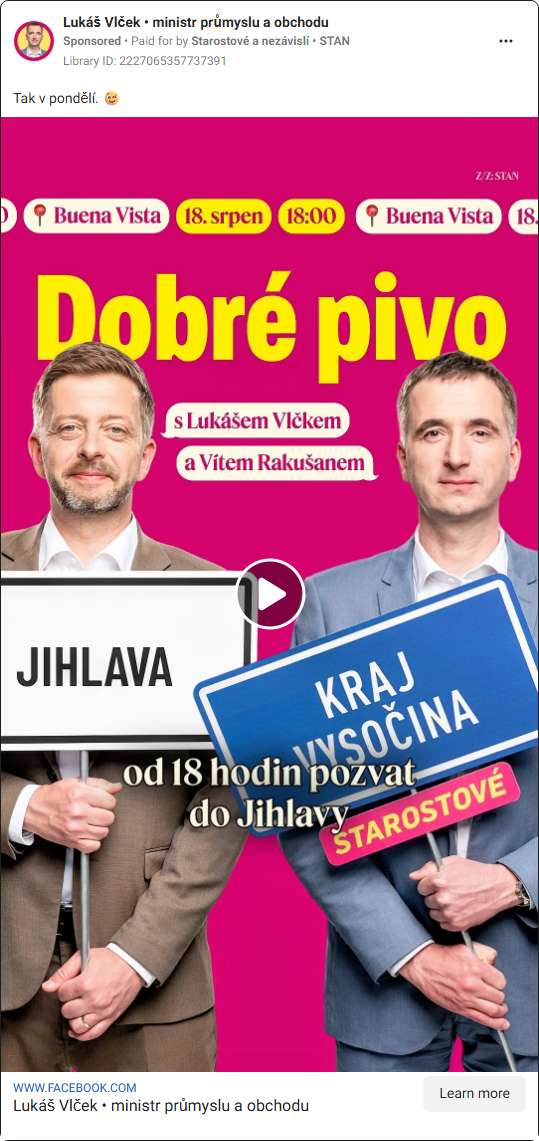 Lukáš Vlček • ministr průmyslu a obchodu
Sponsored • Paid for by Starostové a nezávislí • STAN
Library ID: 2227065357737391
Tak v pondělí. 😉
Z/Z: STAN
0 📍 Buena Vista 18. srpen 18:00 📍 Buena Vista 18.
Dobré pivo
s Lukášem Vlčkem
a Vítem Rakušanem
JIHLAVA
KRAJ
VYSOČINA
od 18 hodin pozvat
do Jihlavy
STAROSTOVÉ
WWW.FACEBOOK.COM
Lukáš Vlček • ministr průmyslu a obchodu
Learn more